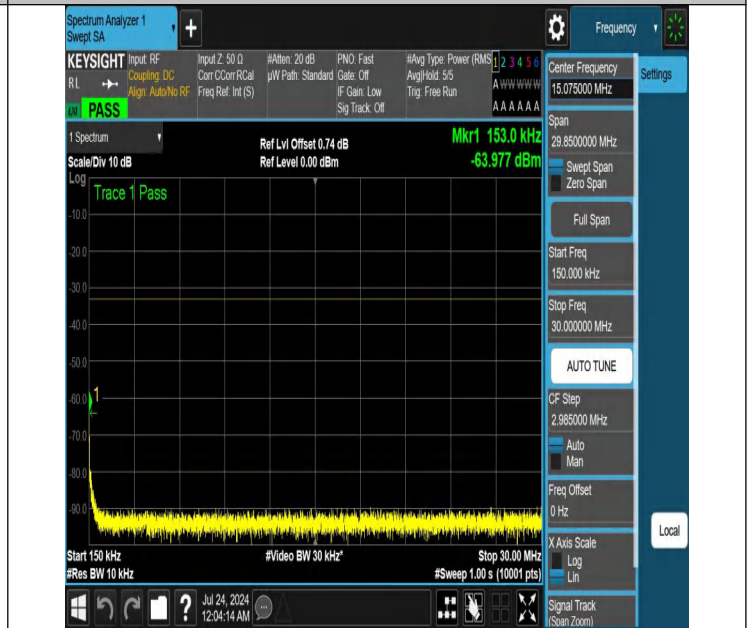 Spectrum Analyzer 1
Swept SA
+
Frequency
KEYSIGHT
RL
PASS
Input: RF
Coupling: DC
Align: Auto/No RF
Input Z: 50 Ω
Corr CCorr RCal
Freq Ref: Int (S)
#Atten: 20 dB
µW Path: Standard
PNO: Fast
Gate: Off
IF Gain: Low
Sig Track: Off
#Avg Type: Power (RMS
Avg|Hold: 5/5
Trig: Free Run
1 2 3 4 5 6
A W W W W W
A A A A A A
1 Spectrum
Scale/Div 10 dB
Ref Lvl Offset 0.74 dB
Ref Level 0.00 dBm
Mkr1 153.0 kHz
-63.977 dBm
Log
Trace 1 Pass
-10.0
-20.0
-30.0
-40.0
-50.0
-60.0
1
-70.0
-80.0
-90.0
Start 150 kHz
#Res BW 10 kHz
#Video BW 30 kHz*
Stop 30.00 MHz
#Sweep 1.00 s (10001 pts)
Center Frequency
15.075000 MHz
Span
29.8500000 MHz
Swept Span
Zero Span
Full Span
Start Freq
150.000 kHz
Stop Freq
30.000000 MHz
AUTO TUNE
CF Step
2.985000 MHz
Auto
Man
Freq Offset
0 Hz
X Axis Scale
Log
Lin
Signal Track
(Span Zoom)
Settings
Local
?
Jul 24, 2024
12:04:14 AM